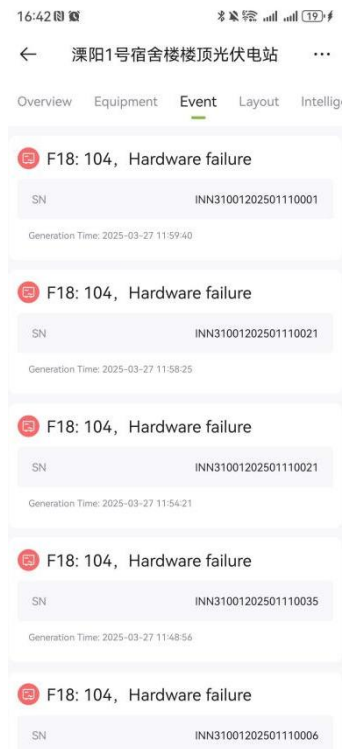 16:42
19
溧阳1号宿舍楼楼顶光伏电站
Overview Equipment Event Layout Intellig
F18: 104, Hardware failure
SN INN31001202501110001
Generation Time: 2025-03-27 11:59:40
F18: 104, Hardware failure
SN INN31001202501110021
Generation Time: 2025-03-27 11:58:25
F18: 104, Hardware failure
SN INN31001202501110021
Generation Time: 2025-03-27 11:54:21
F18: 104, Hardware failure
SN INN31001202501110035
Generation Time: 2025-03-27 11:48:56
F18: 104, Hardware failure
SN INN31001202501110006